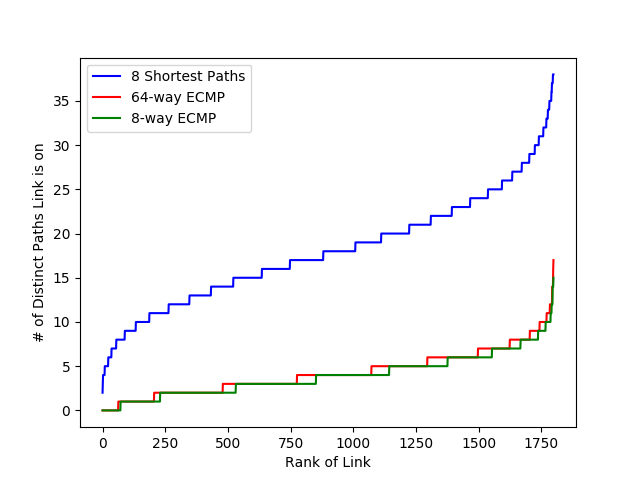 8 Shortest Paths
64-way ECMP
8-way ECMP
# of Distinct Paths Link is on
35
30
25
20
15
10
5
0
0 250 500 750 1000 1250 1500 1750
Rank of Link